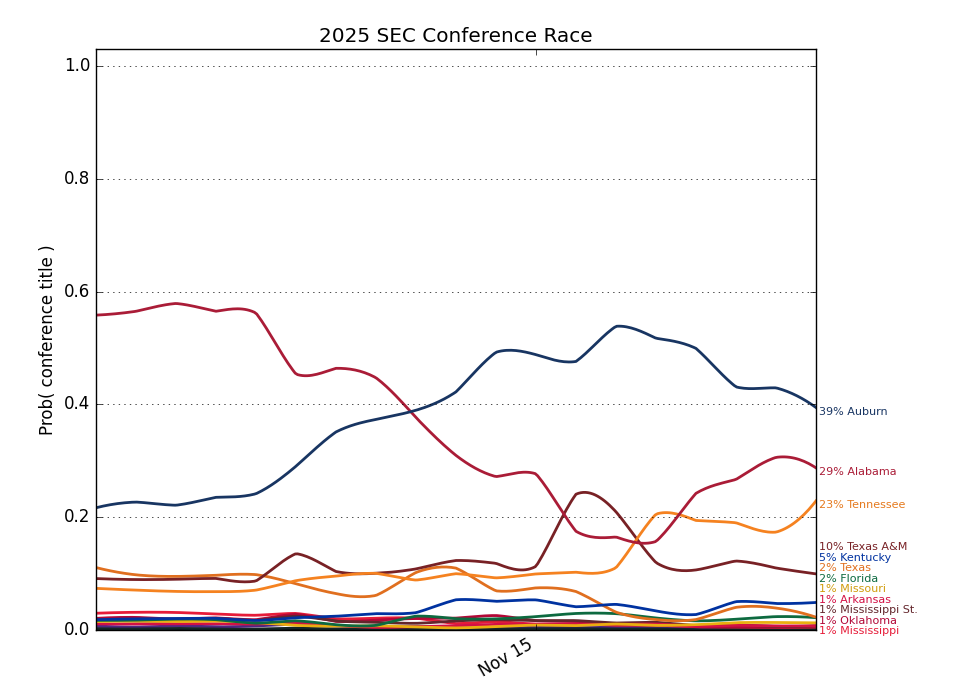 2025 SEC Conference Race
1.0
0.8
0.6
0.4
0.2
0.0
Prob( conference title )
Nov 15
39% Auburn
29% Alabama
23% Tennessee
10% Texas A&M
5% Kentucky
2% Texas
2% Florida
1% Missouri
1% Arkansas
1% Mississippi St.
1% Oklahoma
1% Mississippi